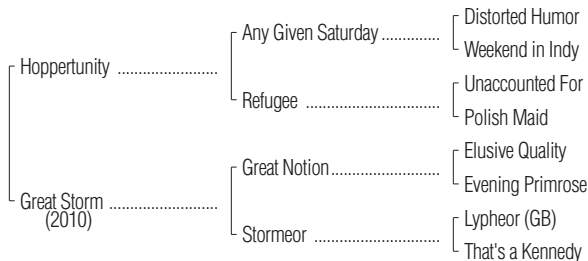 Distorted Humor
Any Given Saturday ..............
Weekend in Indy
Hoppertunity ........................
Unaccounted For
Refugee ................................
Polish Maid
Elusive Quality
Great Notion..........................
Evening Primrose
Great Storm ..........................
(2010)
Lypheor (GB)
Stormeor ..............................
That's a Kennedy